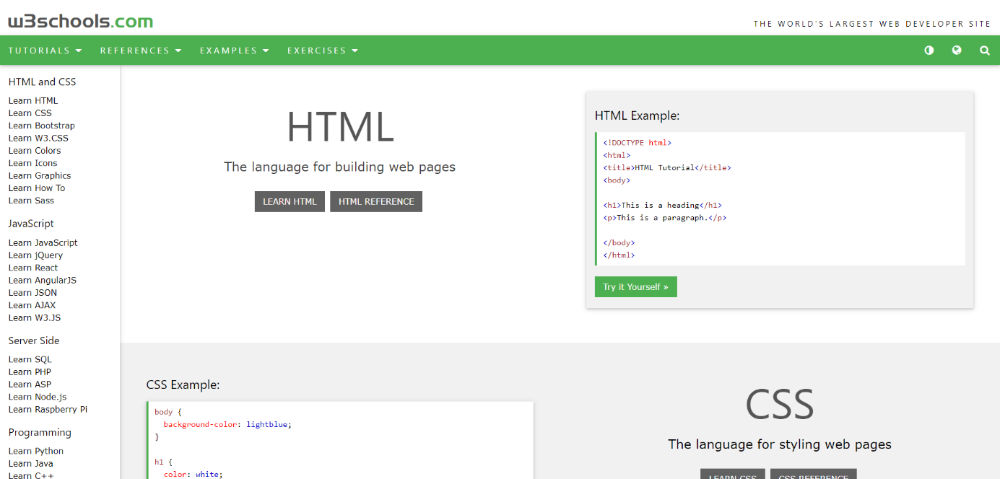 w3schools.com
THE WORLD'S LARGEST WEB DEVELOPER SITE
TUTORIALS REFERENCES EXAMPLES EXERCISES
HTML and CSS
Learn HTML
Learn CSS
Learn Bootstrap
Learn W3.CSS
Learn Colors
Learn Icons
Learn Graphics
Learn How To
Learn Sass
JavaScript
Learn JavaScript
Learn jQuery
Learn React
Learn AngularJS
Learn JSON
Learn AJAX
Learn W3.JS
Server Side
Learn SQL
Learn PHP
Learn ASP
Learn Node.js
Learn Raspberry Pi
Programming
Learn Python
Learn Java
Learn C++
HTML
The language for building web pages
LEARN HTML HTML REFERENCE
HTML Example:
<!DOCTYPE html>
<html>
<title>HTML Tutorial</title>
<body>
<h1>This is a heading</h1>
<p>This is a paragraph.</p>
</body>
</html>
Try it Yourself »
CSS Example:
body {
background-color: lightblue;
}
h1 {
color: white;
CSS
The language for styling web pages
LEARN CSS CSS REFERENCE